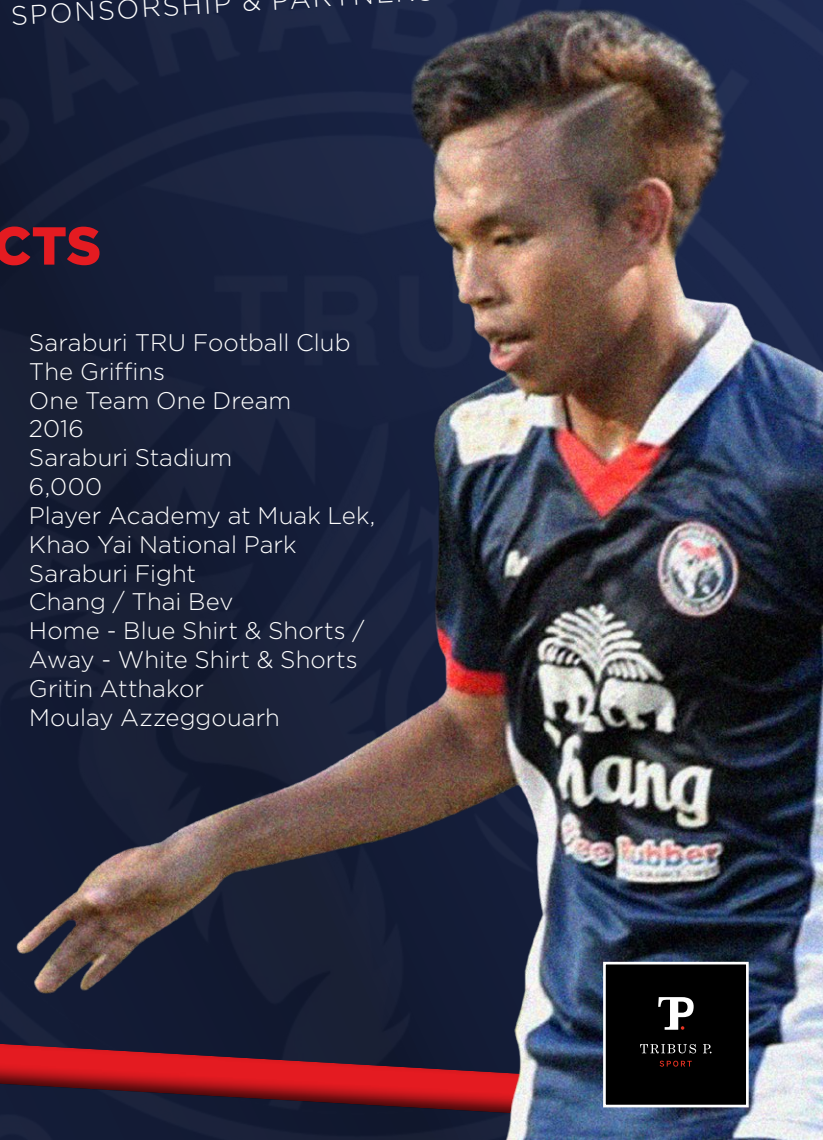 SPONSORSHIP &
CTS
TRU
Saraburi TRU Football Club
The Griffins
One Team One Dream
2016
Saraburi Stadium
6,000
Player Academy at Muak Lek,
Khao Yai National Park
Saraburi Fight
Chang / Thai Bev
Home - Blue Shirt & Shorts /
Away - White Shirt & Shorts
Gritin Atthakor
Moulay Azzeggouarh
Chang
Rubber
TP.
TRIBUS P.
SPORT